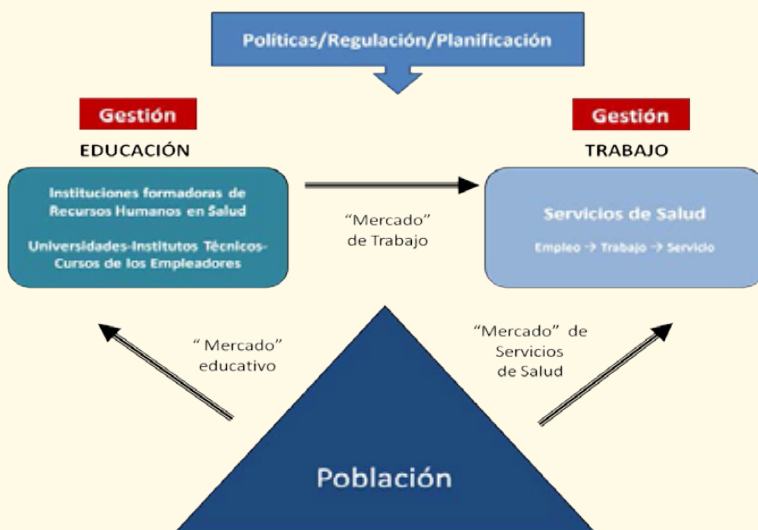 Políticas/Regulación/Planificación
Gestión
EDUCACIÓN
Instituciones formadoras de
Recursos Humanos en Salud
Universidades-Institutos Técnicos-
Cursos de los Empleadores
"Mercado"
de Trabajo
Gestión
TRABAJO
Servicios de Salud
Empleo → Trabajo → Servicio
" Mercado"
educativo
"Mercado" de
Servicios
de Salud
Población